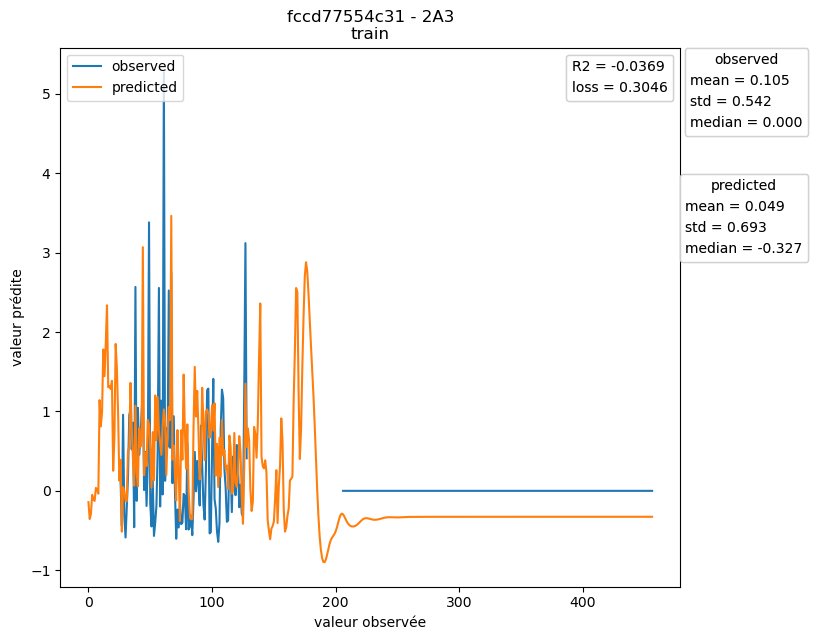 fccd77554c31 - 2A3
train
observed
predicted
R2 = -0.0369
loss = 0.3046
observed
mean = 0.105
std = 0.542
median = 0.000
predicted
mean = 0.049
std = 0.693
median = -0.327
valeur prédite
5
4
3
2
1
0
−1
0
100
200
300
400
valeur observée